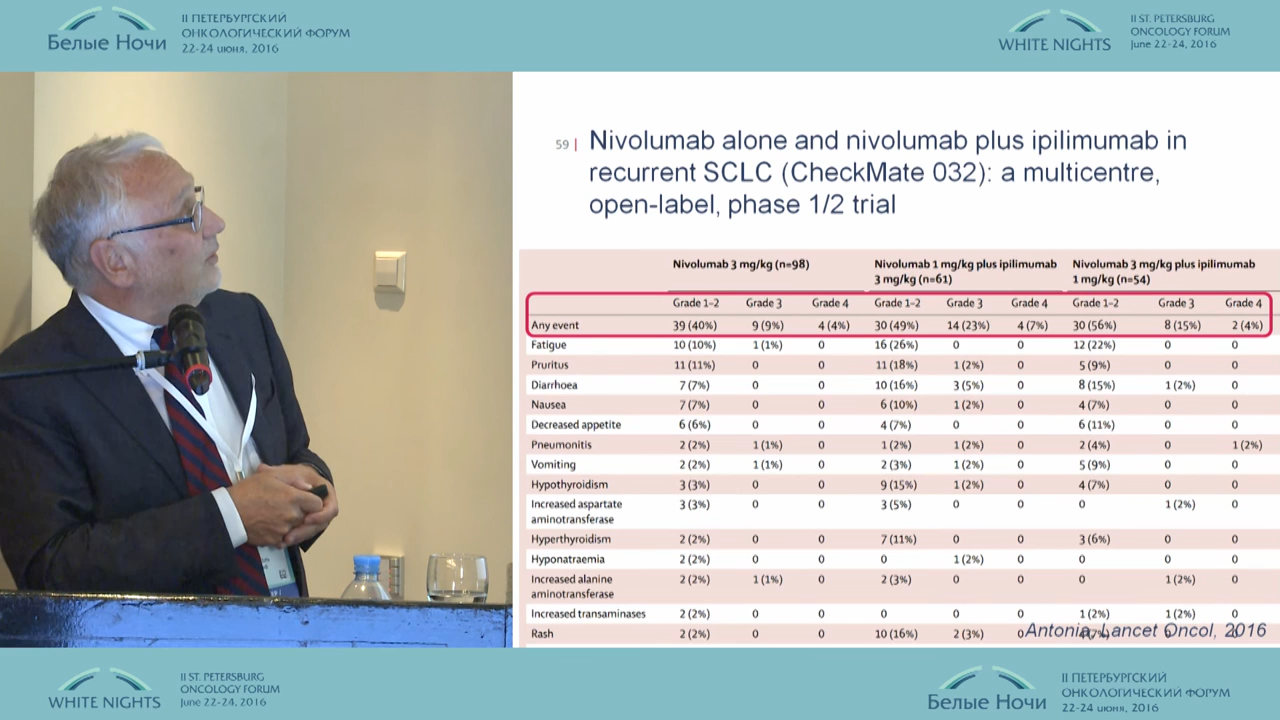 II ПЕТЕРБУРГСКИЙ
ОНКОЛОГИЧЕСКИЙ ФОРУМ
22-24 июня, 2016
Белые Ночи
II ST. PETERSBURG
ONCOLOGY FORUM
June 22-24, 2016
WHITE NIGHTS
59 | Nivolumab alone and nivolumab plus ipilimumab in
recurrent SCLC (CheckMate 032): a multicentre,
open-label, phase 1/2 trial
Nivolumab 3 mg/kg (n=98) Nivolumab 1 mg/kg plus ipilimumab 3 mg/kg (n=61) Nivolumab 3 mg/kg plus ipilimumab 1 mg/kg (n=54)
Grade 1–2 Grade 3 Grade 4 Grade 1–2 Grade 3 Grade 4 Grade 1–2 Grade 3 Grade 4
Any event 39 (40%) 9 (9%) 4 (4%) 30 (49%) 14 (23%) 4 (7%) 30 (56%) 8 (15%) 2 (4%)
Fatigue 10 (10%) 1 (1%) 0 16 (26%) 0 0 12 (22%) 0 0
Pruritus 11 (11%) 0 0 11 (18%) 1 (2%) 0 5 (9%) 0 0
Diarrhoea 7 (7%) 0 0 10 (16%) 3 (5%) 0 8 (15%) 1 (2%) 0
Nausea 7 (7%) 0 0 6 (10%) 1 (2%) 0 4 (7%) 0 0
Decreased appetite 6 (6%) 0 0 4 (7%) 0 0 6 (11%) 0 0
Pneumonitis 2 (2%) 1 (1%) 0 1 (2%) 1 (2%) 0 2 (4%) 0 1 (2%)
Vomiting 2 (2%) 1 (1%) 0 2 (3%) 1 (2%) 0 5 (9%) 0 0
Hypothyroidism 3 (3%) 0 0 9 (15%) 1 (2%) 0 4 (7%) 0 0
Increased aspartate 3 (3%) 0 0 3 (5%) 0 0 0 1 (2%) 0
aminotransferase
Hyperthyroidism 2 (2%) 0 0 7 (11%) 0 0 3 (6%) 0 0
Hyponatraemia 2 (2%) 0 0 0 1 (2%) 0 0 0 0
Increased alanine 2 (2%) 1 (1%) 0 2 (3%) 0 0 0 1 (2%) 0
aminotransferase
Increased transaminases 2 (2%) 0 0 0 0 0 1 (2%) 1 (2%) 0
Rash 2 (2%) 0 0 10 (16%) 2 (3%) 0
Antonia, Lancet Oncol, 2016
WHITE NIGHTS
II ST. PETERSBURG
ONCOLOGY FORUM
June 22-24, 2016
Белые Ночи
II ПЕТЕРБУРГСКИЙ
ОНКОЛОГИЧЕСКИЙ ФОРУМ
22-24 июня, 2016